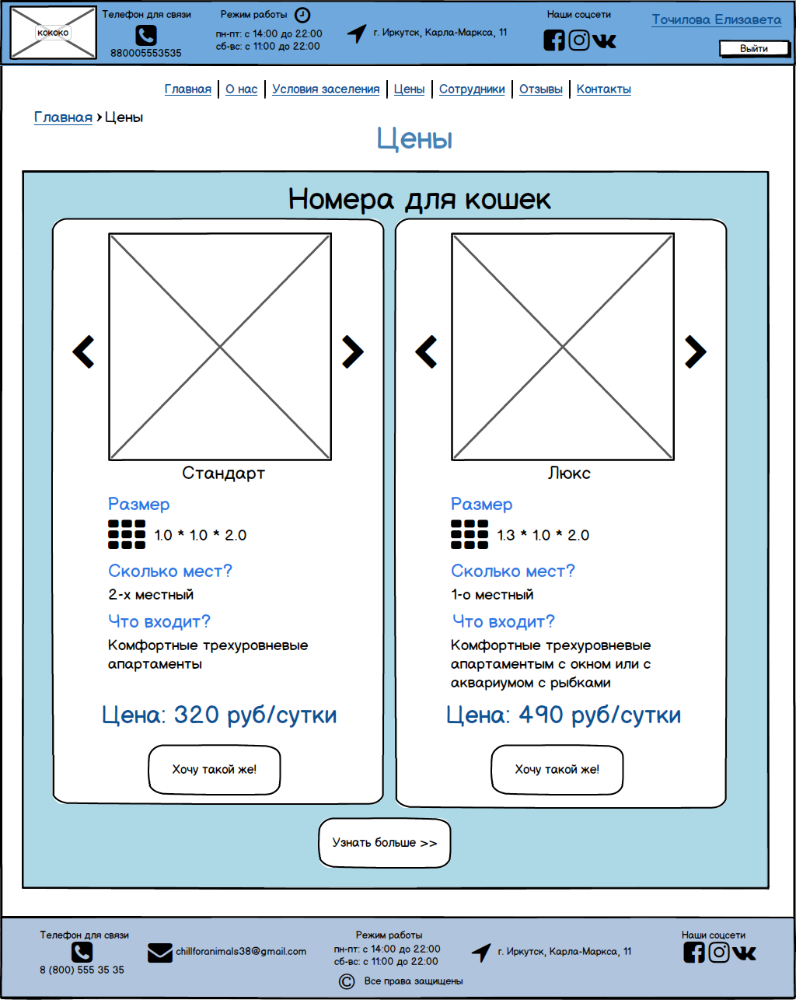 кококо
Телефон для связи
880005553535
Режим работы
пн-пт: с 14:00 до 22:00
сб-вс: с 11:00 до 22:00
г. Иркутск, Карла-Маркса, 11
Наши соцсети
Точилова Елизавета
Выйти
Главная | О нас | Условия заселения | Цены | Сотрудники | Отзывы | Контакты
Главная > Цены
Цены
Номера для кошек
Стандарт
Размер
1.0 * 1.0 * 2.0
Сколько мест?
2-х местный
Что входит?
Комфортные трехуровневые
апартаменты
Цена: 320 руб/сутки
Хочу такой же!
Люкс
Размер
1.3 * 1.0 * 2.0
Сколько мест?
1-о местный
Что входит?
Комфортные трехуровневые
апартаментым с окном или с
аквариумом с рыбками
Цена: 490 руб/сутки
Хочу такой же!
Узнать больше >>
Телефон для связи
8 (800) 555 35 35
chillforanimals38@gmail.com
Режим работы
пн-пт: с 14:00 до 22:00
сб-вс: с 11:00 до 22:00
© Все права защищены
г. Иркутск, Карла-Маркса, 11
Наши соцсети